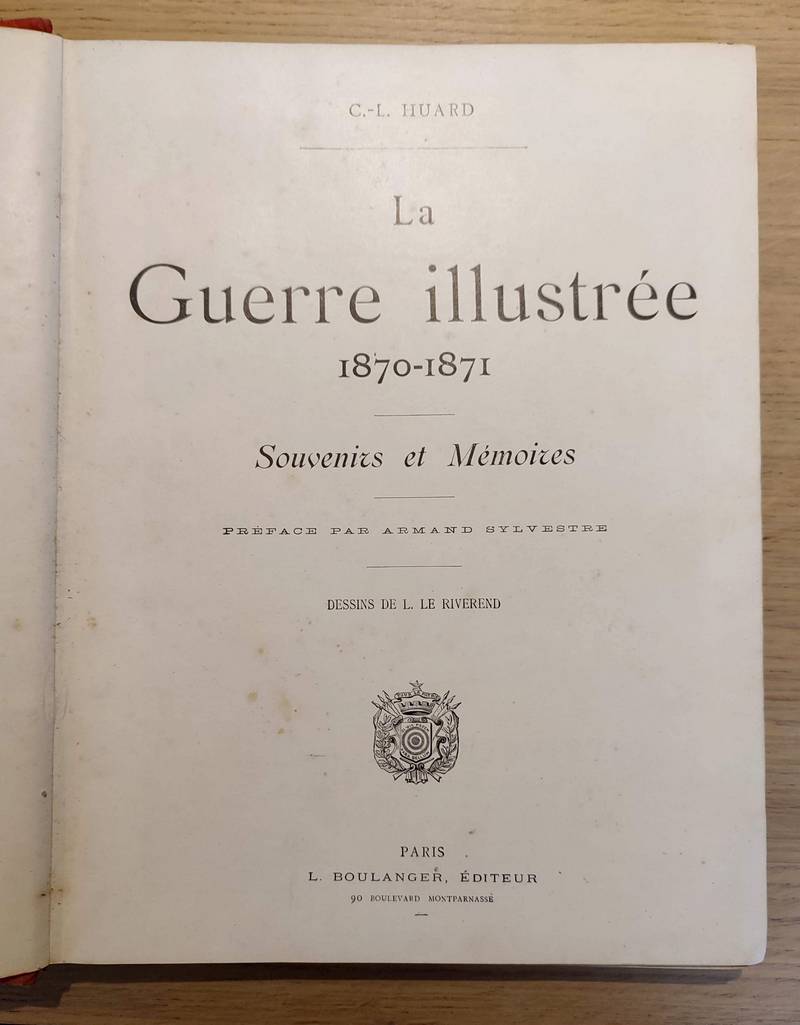 C.-L. HUARD
La
Guerre illustrée
1870-1871
Souvenirs et Mémoires
PRÉFACE PAR ARMAND SYLVESTRE
DESSINS DE L. LE RIVEREND
PARIS
L. BOULANGER, ÉDITEUR
90 BOULEVARD MONTPARNASSE